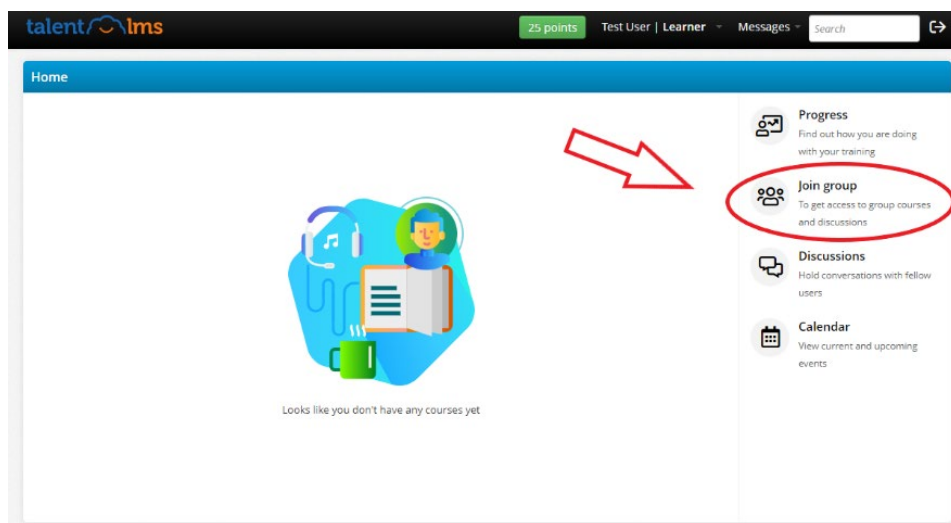 talentlms
25 points
Test User | Learner
Messages
Search
Home
Progress
Find out how you are doing
with your training
Join group
To get access to group courses
and discussions
Discussions
Hold conversations with fellow
users
Calendar
View current and upcoming
events
Looks like you don't have any courses yet